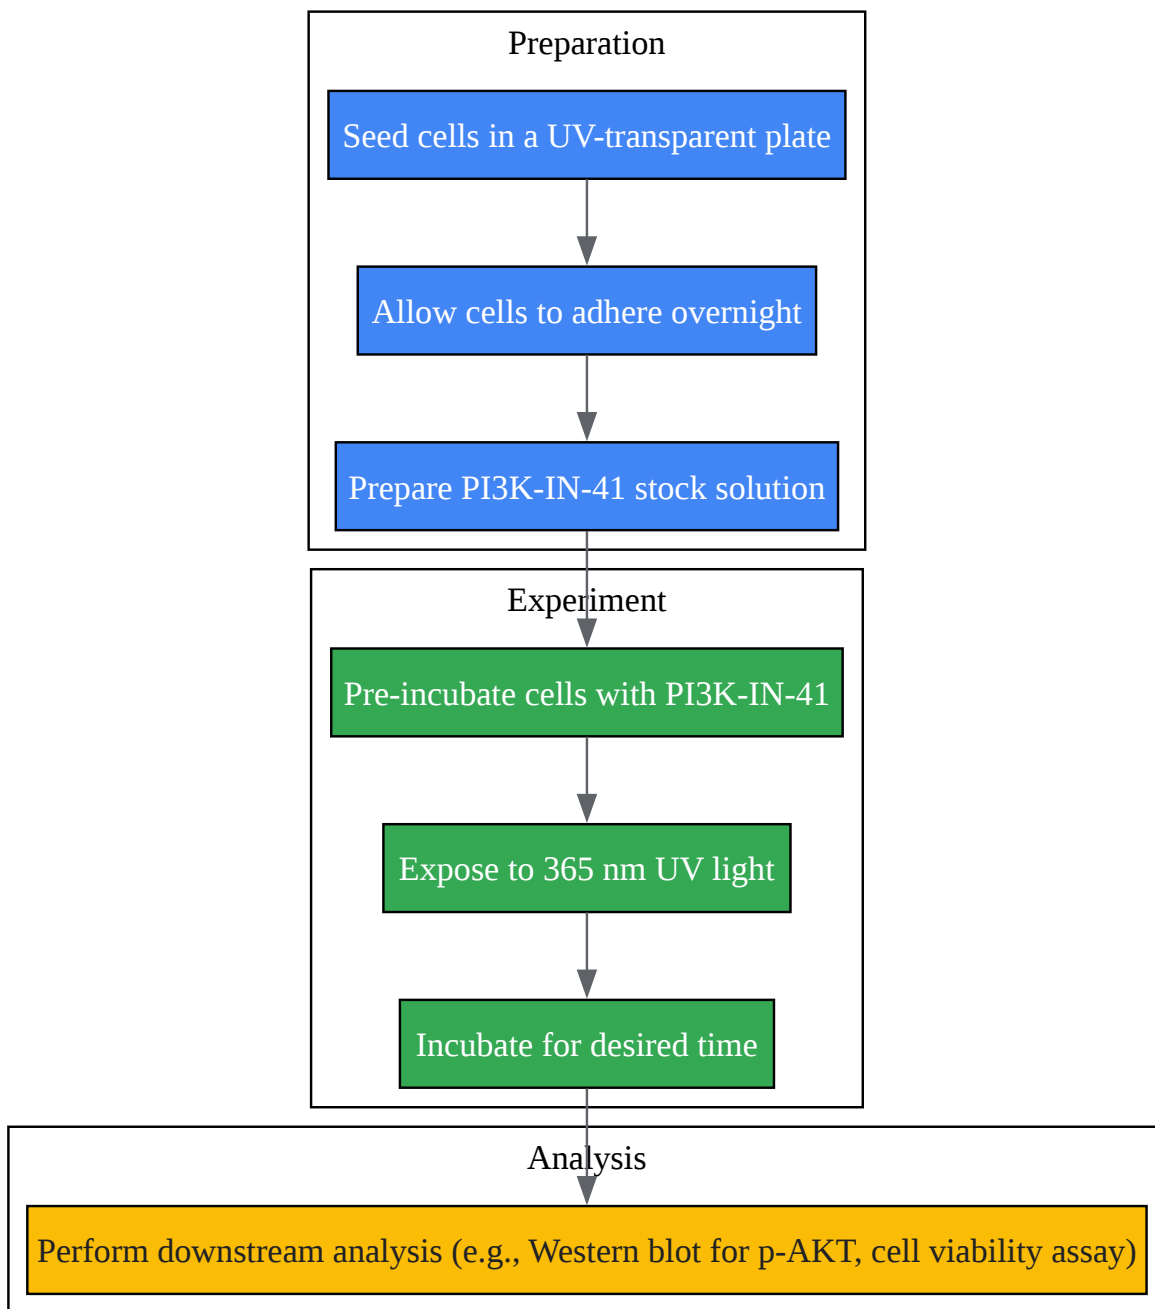 Preparation
Seed cells in a UV-transparent plate
Allow cells to adhere overnight
Prepare PI3K-IN-41 stock solution
Experiment
Pre-incubate cells with PI3K-IN-41
Expose to 365 nm UV light
Incubate for desired time
Analysis
Perform downstream analysis (e.g., Western blot for p-AKT, cell viability assay)